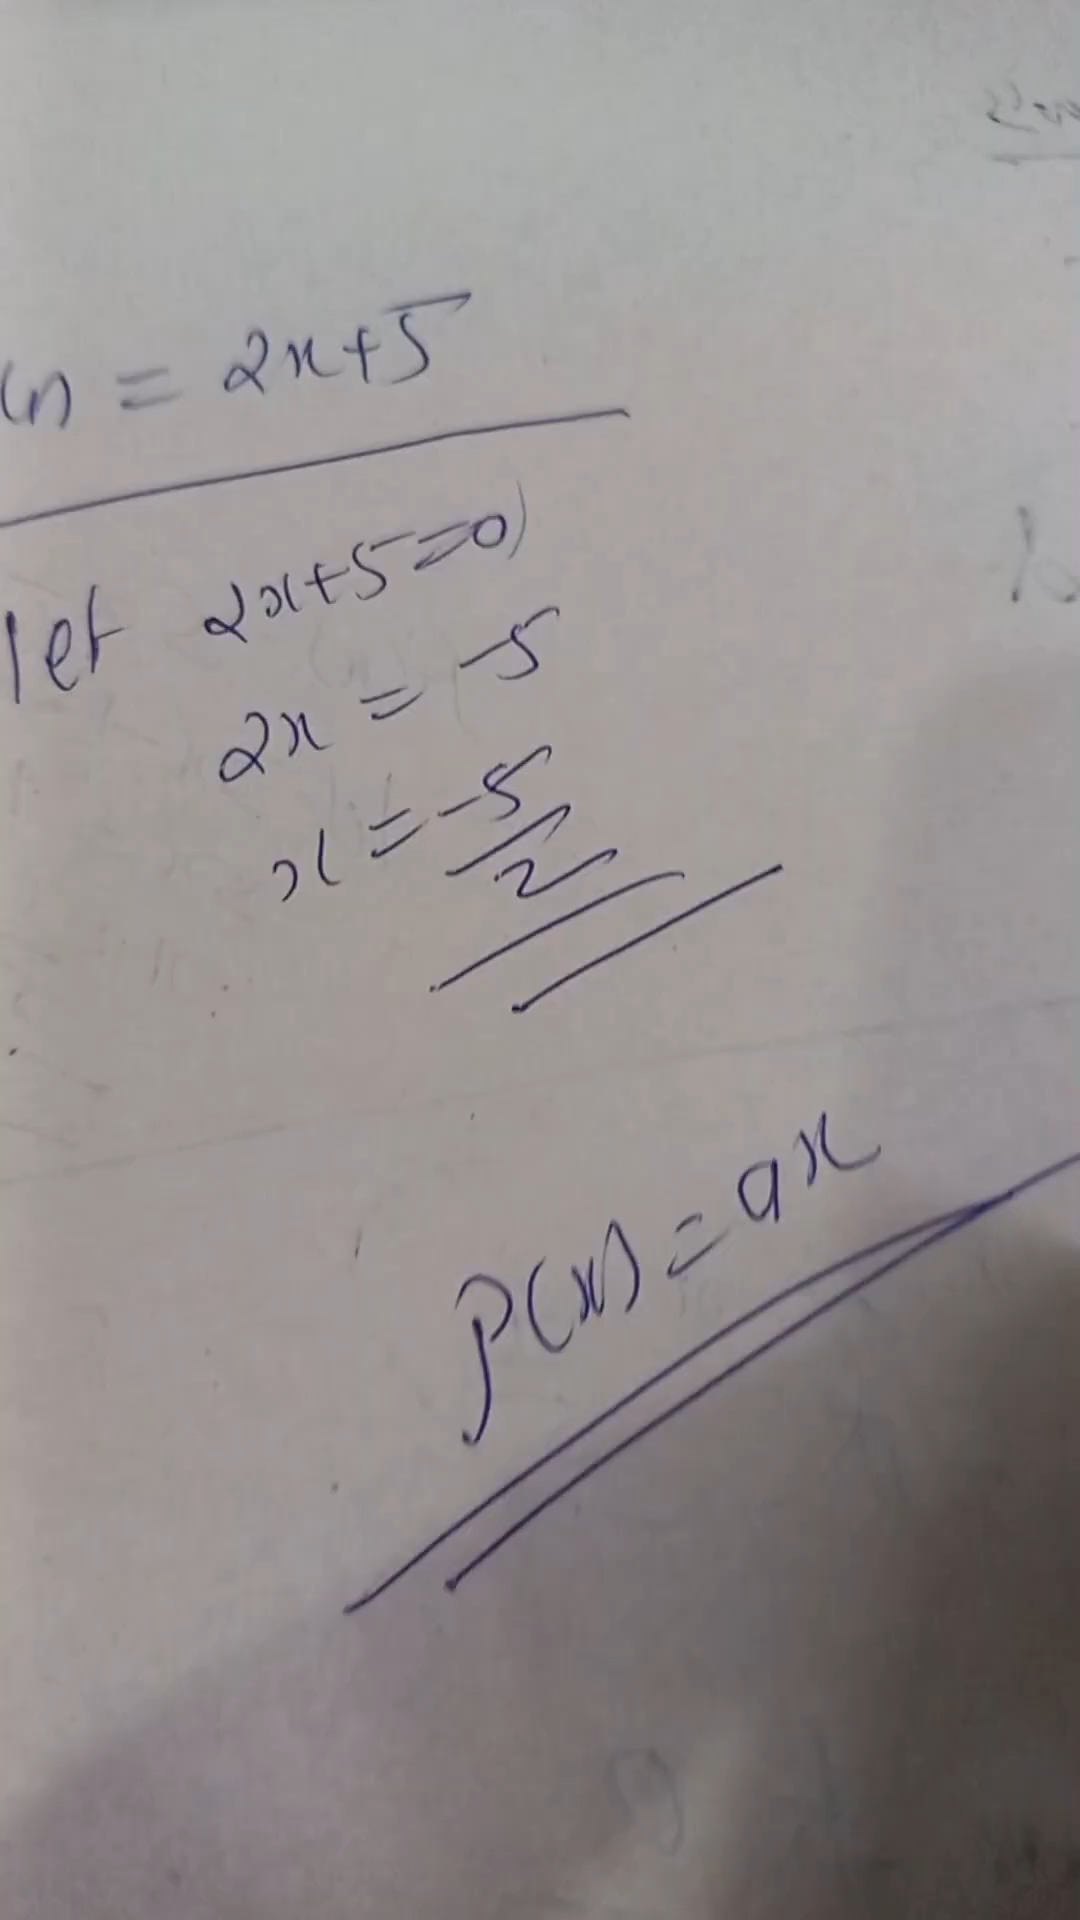 (x) = 2x+5
let 2x+5=0
2x = -5
x = -5/2
P(x) = ax